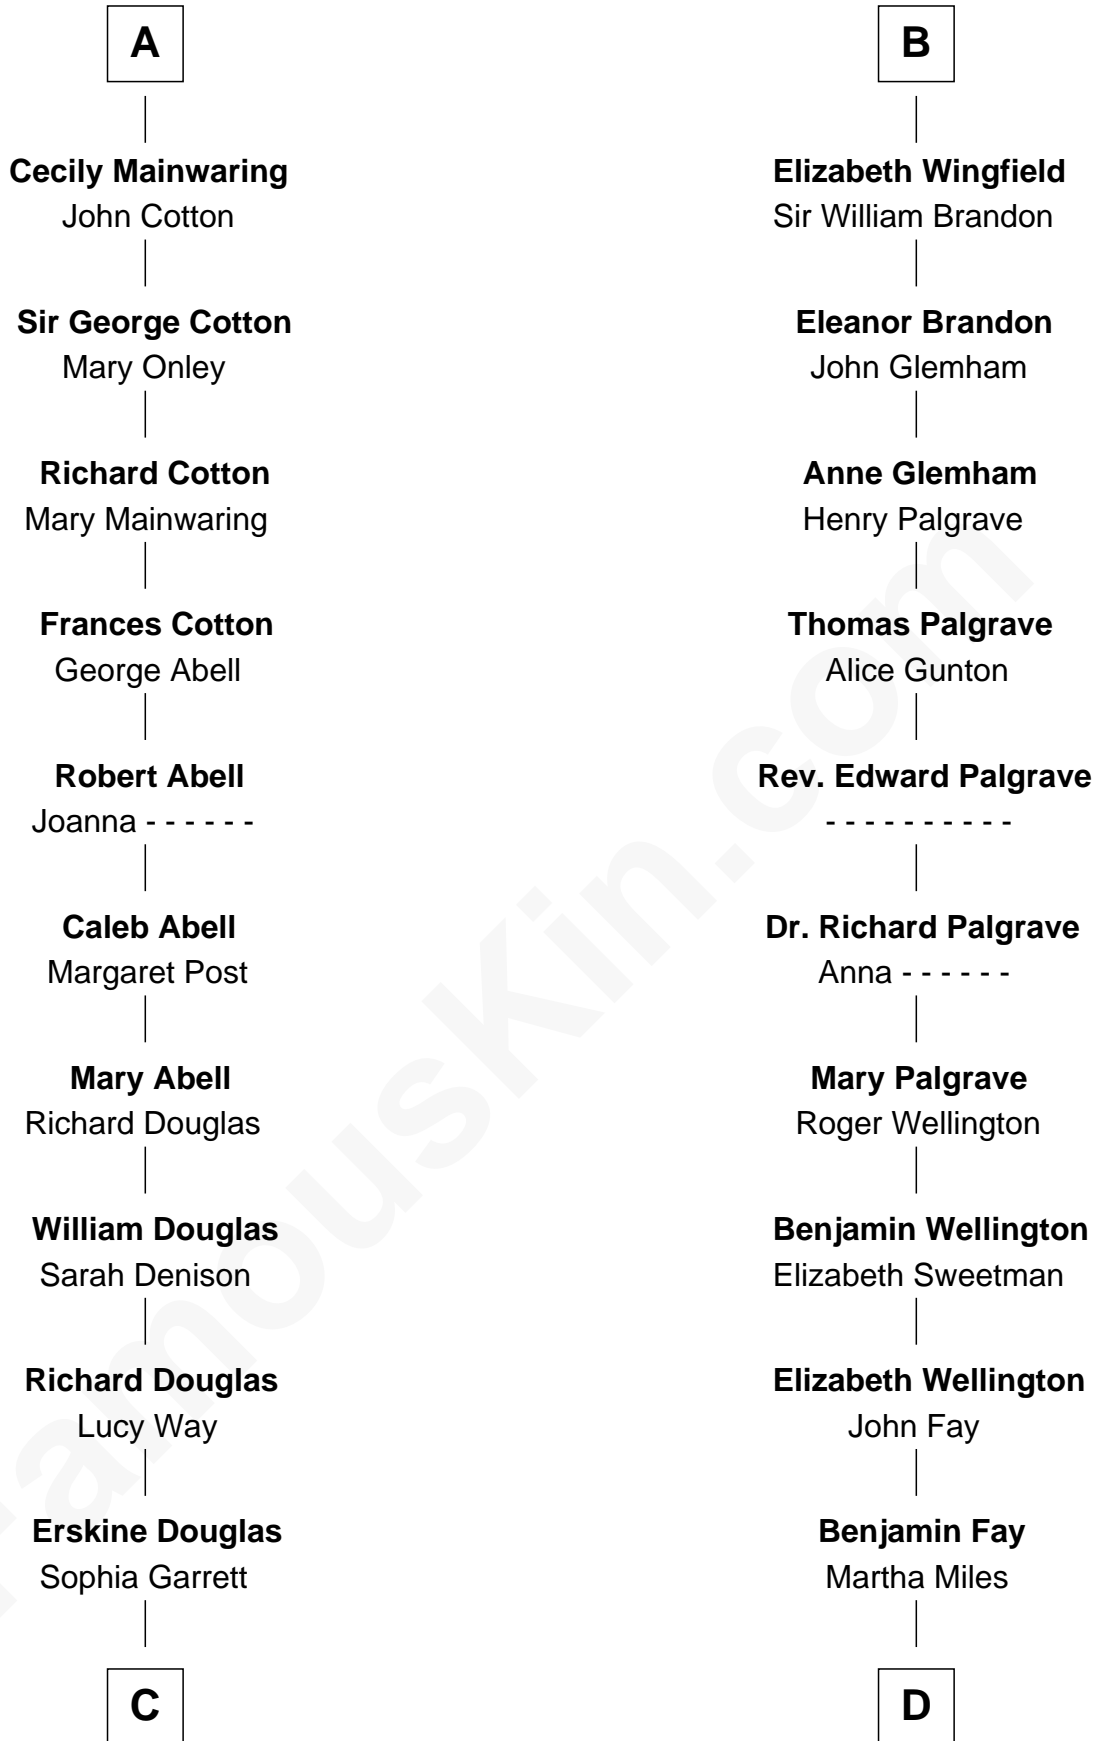 A
Cecily Mainwaring
John Cotton
Sir George Cotton
Mary Onley
Richard Cotton
Mary Mainwaring
Frances Cotton
George Abell
Robert Abell
Joanna - - - - - -
Caleb Abell
Margaret Post
Mary Abell
Richard Douglas
William Douglas
Sarah Denison
Richard Douglas
Lucy Way
Erskine Douglas
Sophia Garrett
C
B
Elizabeth Wingfield
Sir William Brandon
Eleanor Brandon
John Glemham
Anne Glemham
Henry Palgrave
Thomas Palgrave
Alice Gunton
Rev. Edward Palgrave
- - - - - - - - - -
Dr. Richard Palgrave
Anna - - - - - -
Mary Palgrave
Roger Wellington
Benjamin Wellington
Elizabeth Sweetman
Elizabeth Wellington
John Fay
Benjamin Fay
Martha Miles
D
FamousKin.com